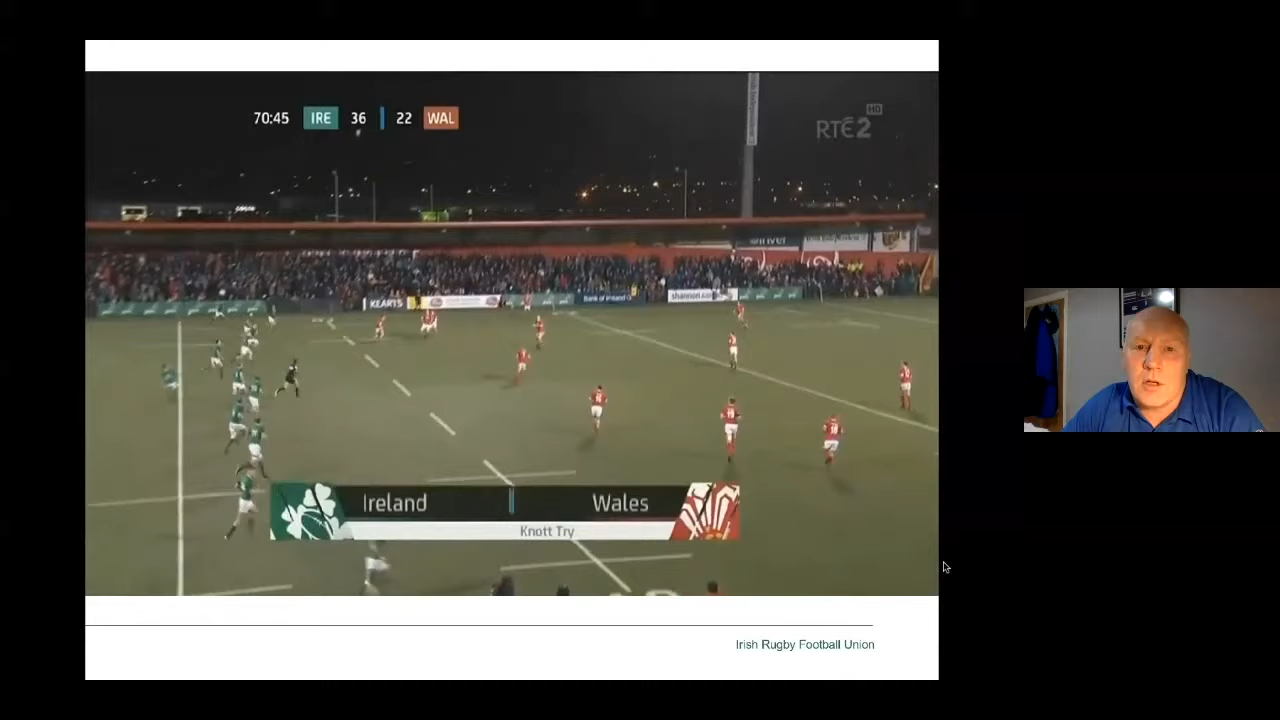 70:45 IRE 36 22 WAL
HD
RTÉ2
KEARYS
Bank of Ireland
shannon
Ireland Wales
Knott Try
Irish Rugby Football Union